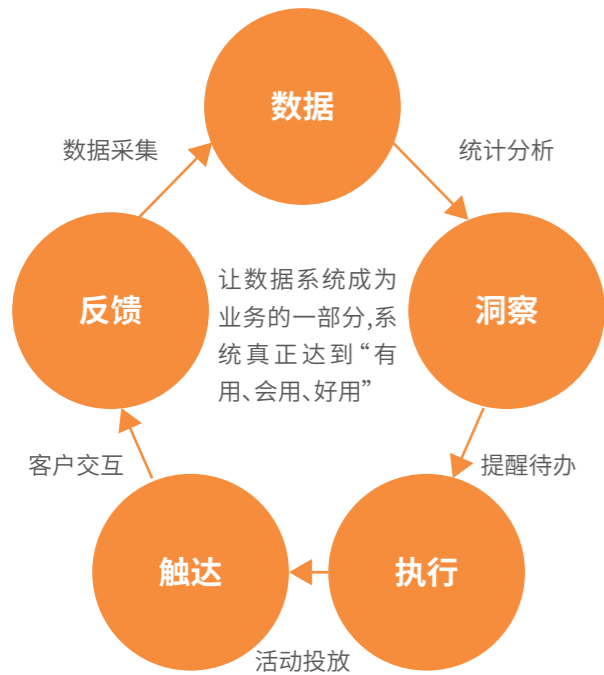 数据
数据采集
统计分析
反馈
让数据系统成为
业务的一部分,系
统真正达到“有
用、会用、好用”
洞察
客户交互
提醒待办
触达
执行
活动投放